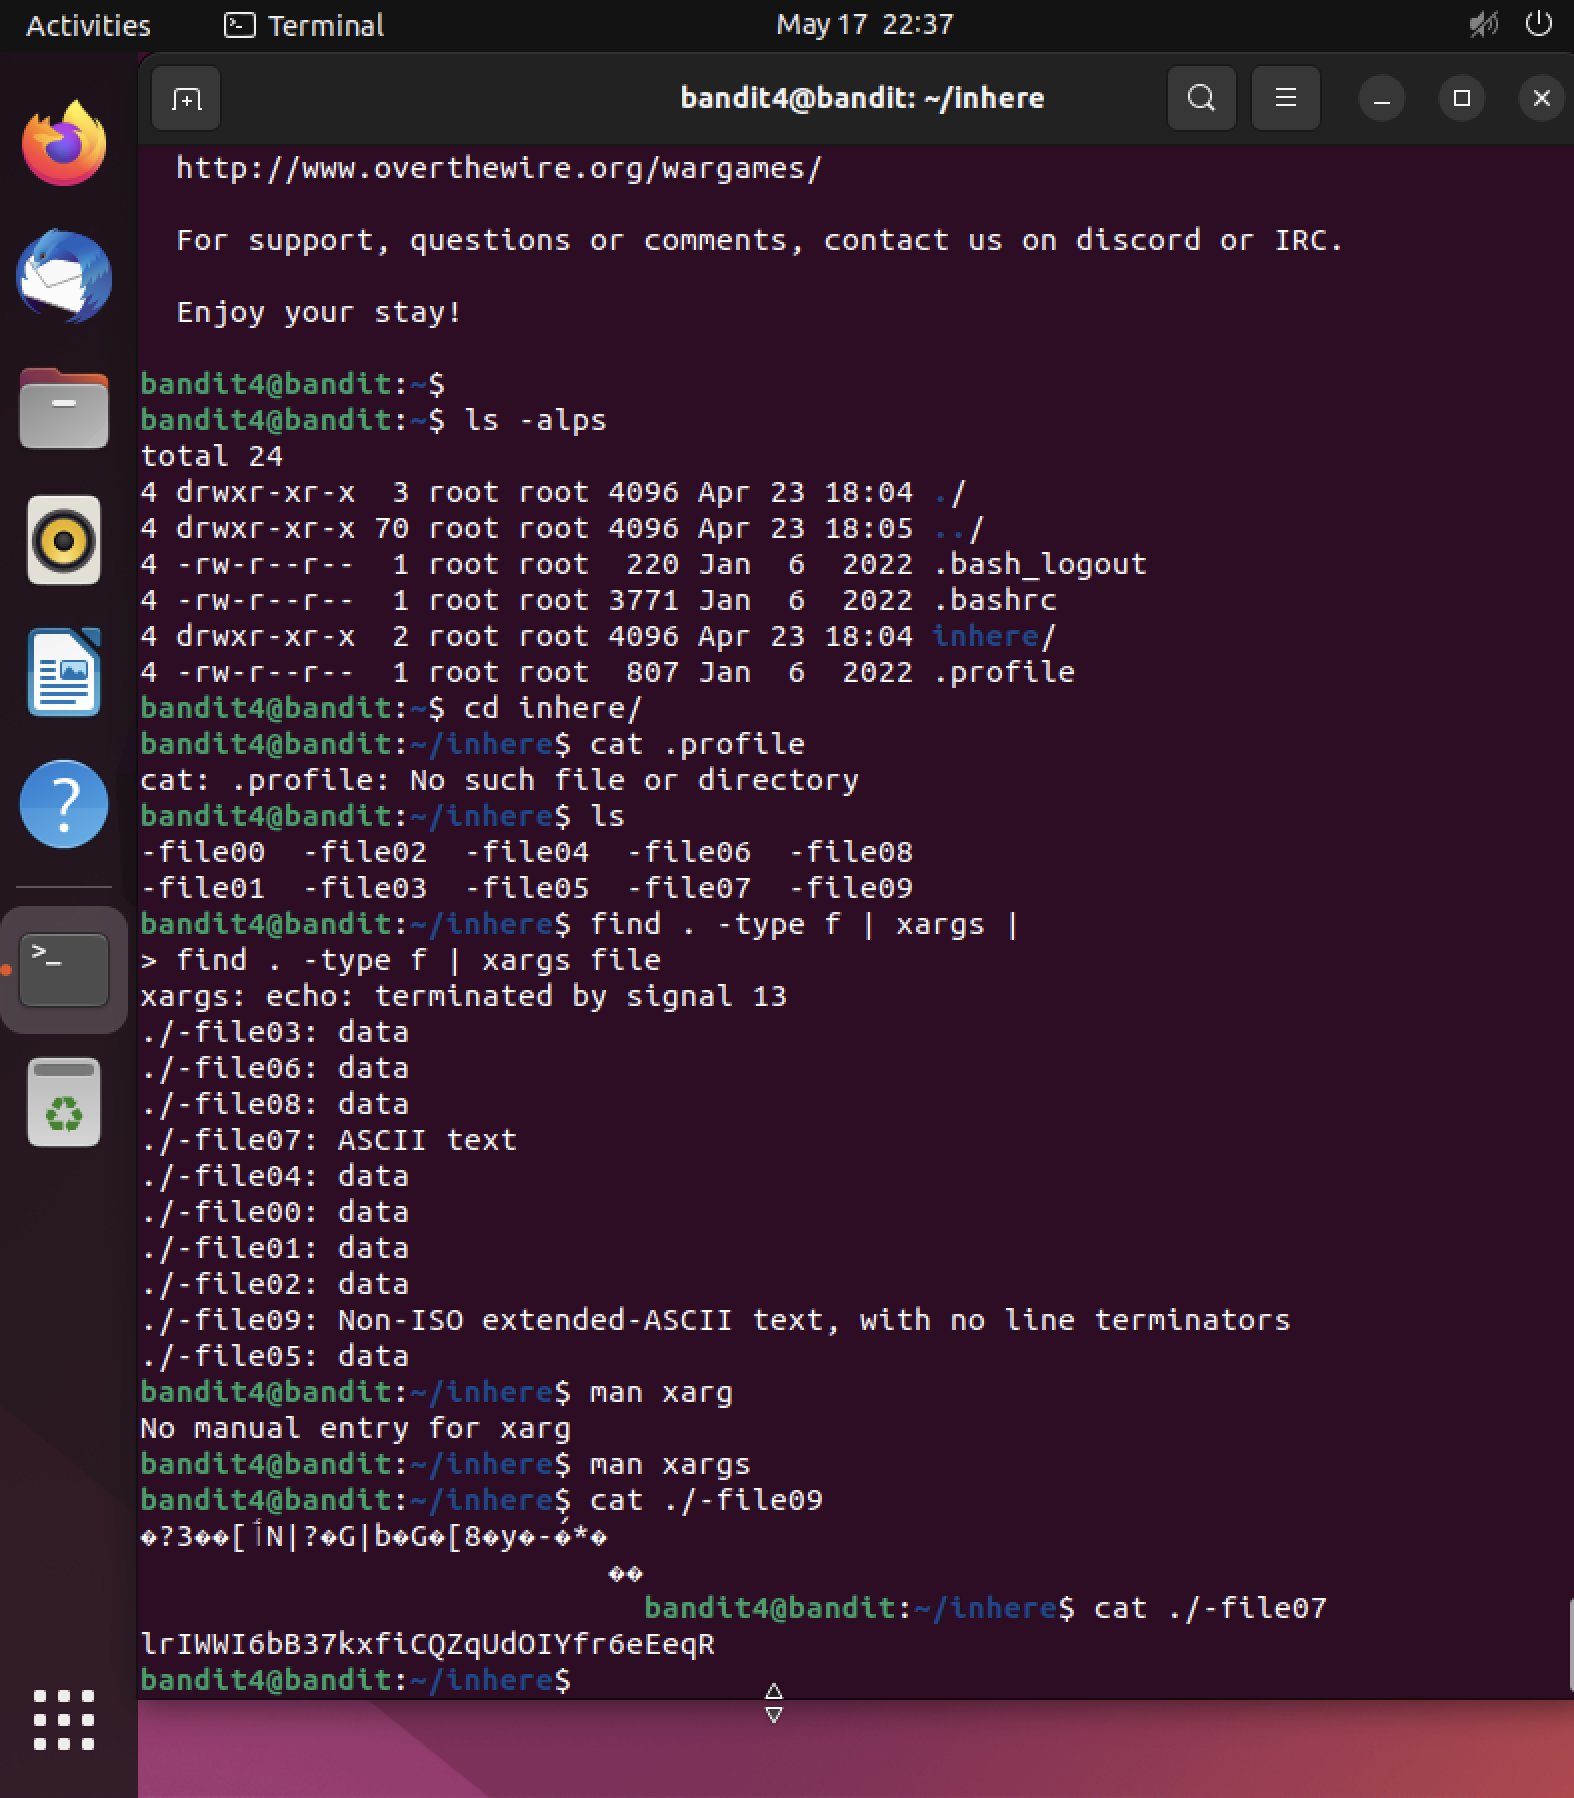 Activities Terminal May 17 22:37
bandit4@bandit: ~/inhere
http://www.overthewire.org/wargames/
For support, questions or comments, contact us on discord or IRC.
Enjoy your stay!
bandit4@bandit:~$
bandit4@bandit:~$ ls -alps
total 24
4 drwxr-xr-x  3 root root 4096 Apr 23 18:04 ./
4 drwxr-xr-x 70 root root 4096 Apr 23 18:05 ../
4 -rw-r--r--  1 root root  220 Jan  6  2022 .bash_logout
4 -rw-r--r--  1 root root 3771 Jan  6  2022 .bashrc
4 drwxr-xr-x  2 root root 4096 Apr 23 18:04 inhere/
4 -rw-r--r--  1 root root  807 Jan  6  2022 .profile
bandit4@bandit:~$ cd inhere/
bandit4@bandit:~/inhere$ cat .profile
cat: .profile: No such file or directory
bandit4@bandit:~/inhere$ ls
-file00  -file02  -file04  -file06  -file08
-file01  -file03  -file05  -file07  -file09
bandit4@bandit:~/inhere$ find . -type f | xargs |
> find . -type f | xargs file
xargs: echo: terminated by signal 13
./-file03: data
./-file06: data
./-file08: data
./-file07: ASCII text
./-file04: data
./-file00: data
./-file01: data
./-file02: data
./-file09: Non-ISO extended-ASCII text, with no line terminators
./-file05: data
bandit4@bandit:~/inhere$ man xarg
No manual entry for xarg
bandit4@bandit:~/inhere$ man xargs
bandit4@bandit:~/inhere$ cat ./-file09
�?3��[
N|?�G|b�G�[8�y�-�*�
��
bandit4@bandit:~/inhere$ cat ./-file07
lrIWWI6bB37kxfiCQZqUdOIYfr6eEeqR
bandit4@bandit:~/inhere$